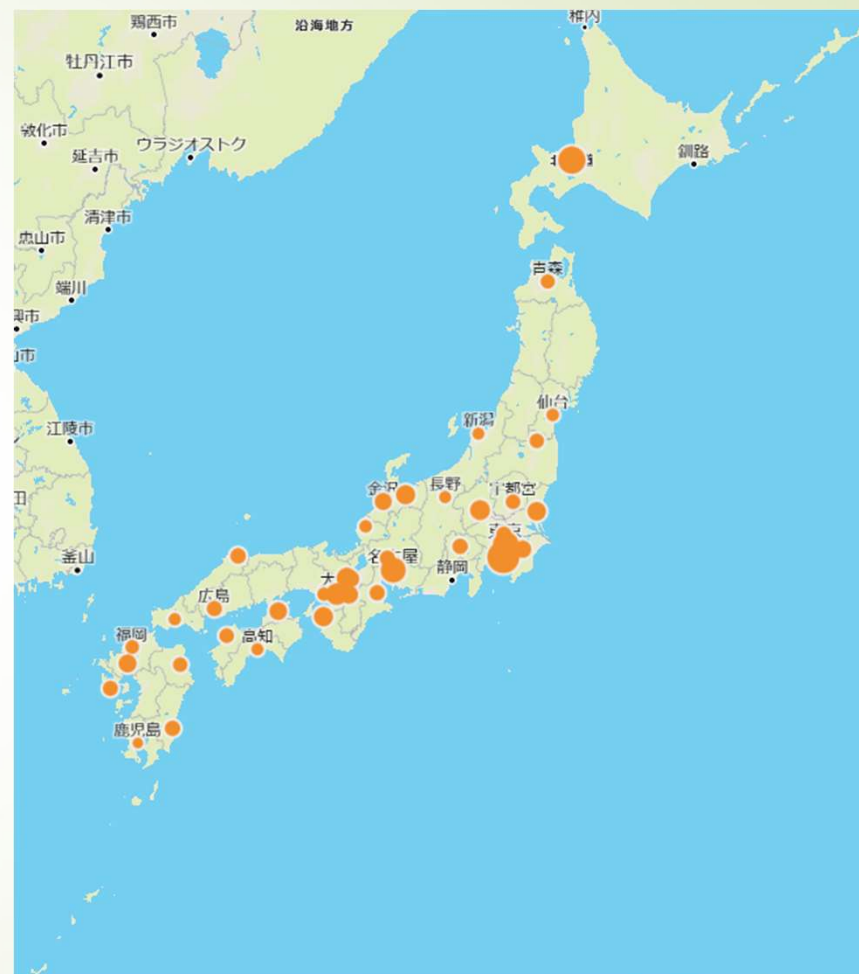 鶏西市
沿海地方
稚内
牡丹江市
敦化市
延吉市
ウラジオストク
釧路
清津市
端川
青森
江陵市
仙台
新潟
金沢
長野
宇都宮
東京
釜山
名古屋
静岡
広島
大
福岡
高知
鹿児島